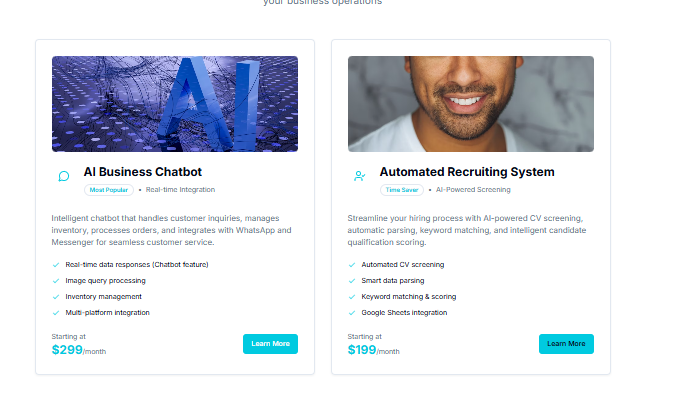 your business operations
AI
AI Business Chatbot
Most Popular • Real-time Integration
Intelligent chatbot that handles customer inquiries, manages
inventory, processes orders, and integrates with WhatsApp and
Messenger for seamless customer service.
Real-time data responses (Chatbot feature)
Image query processing
Inventory management
Multi-platform integration
Starting at
$299/month
Learn More
Automated Recruiting System
Time Saver • AI-Powered Screening
Streamline your hiring process with AI-powered CV screening,
automatic parsing, keyword matching, and intelligent candidate
qualification scoring.
Automated CV screening
Smart data parsing
Keyword matching & scoring
Google Sheets integration
Starting at
$199/month
Learn More